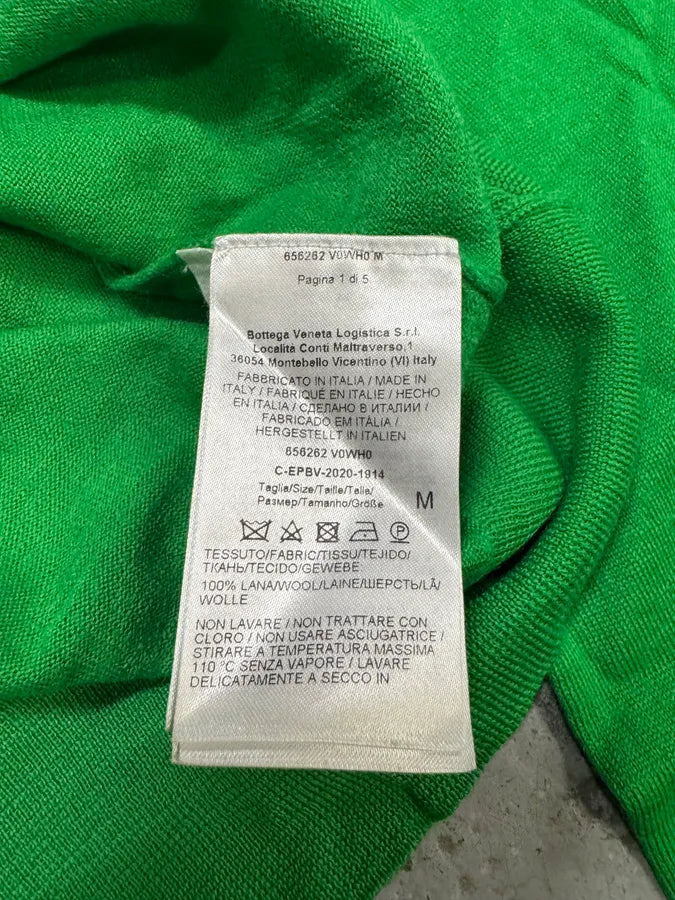 656262 V0WH0 M
Pagina 1 di 5
Bottega Veneta Logistica S.r.l.
Localita Conti Maltraverso,1
36054 Montebello Vicentino (VI) Italy
FABBRICATO IN ITALIA / MADE IN
ITALY / FABRIQUÉ EN ITALIE / HECHO
EN ITALIA / СДЕЛАНО В ИТАЛИИ /
FABRICADO EM ITÁLIA /
HERGESTELLT IN ITALIEN
656262 V0WH0
C-EPBV-2020-1914
Taglia/Size/Taille/Talla/
Размер/Tamanho/Größe M
P
TESSUTO/FABRIC/TISSU/TEJIDO/
ТКАНЬ/TECIDO/GEWEBE
100% LANA/WOOL/LAINE/ШЕРСТЬ/LÃ/
WOLLE
NON LAVARE / NON TRATTARE CON
CLORO / NON USARE ASCIUGATRICE /
STIRARE A TEMPERATURA MASSIMA
110 °C SENZA VAPORE / LAVARE
DELICATAMENTE A SECCO IN